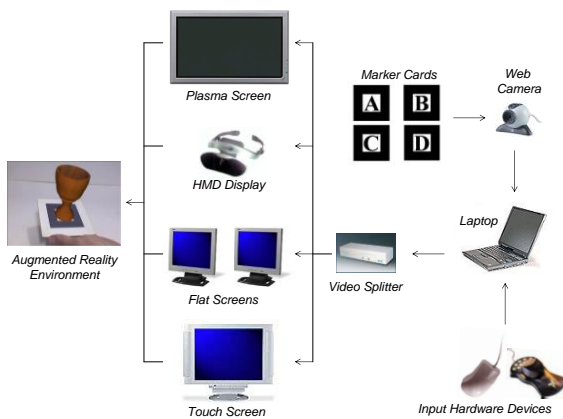 Plasma Screen
HMD Display
Augmented Reality
Environment
Flat Screens
Touch Screen
Video Splitter
Marker Cards
A
B
C
D
Web
Camera
Laptop
Input Hardware Devices